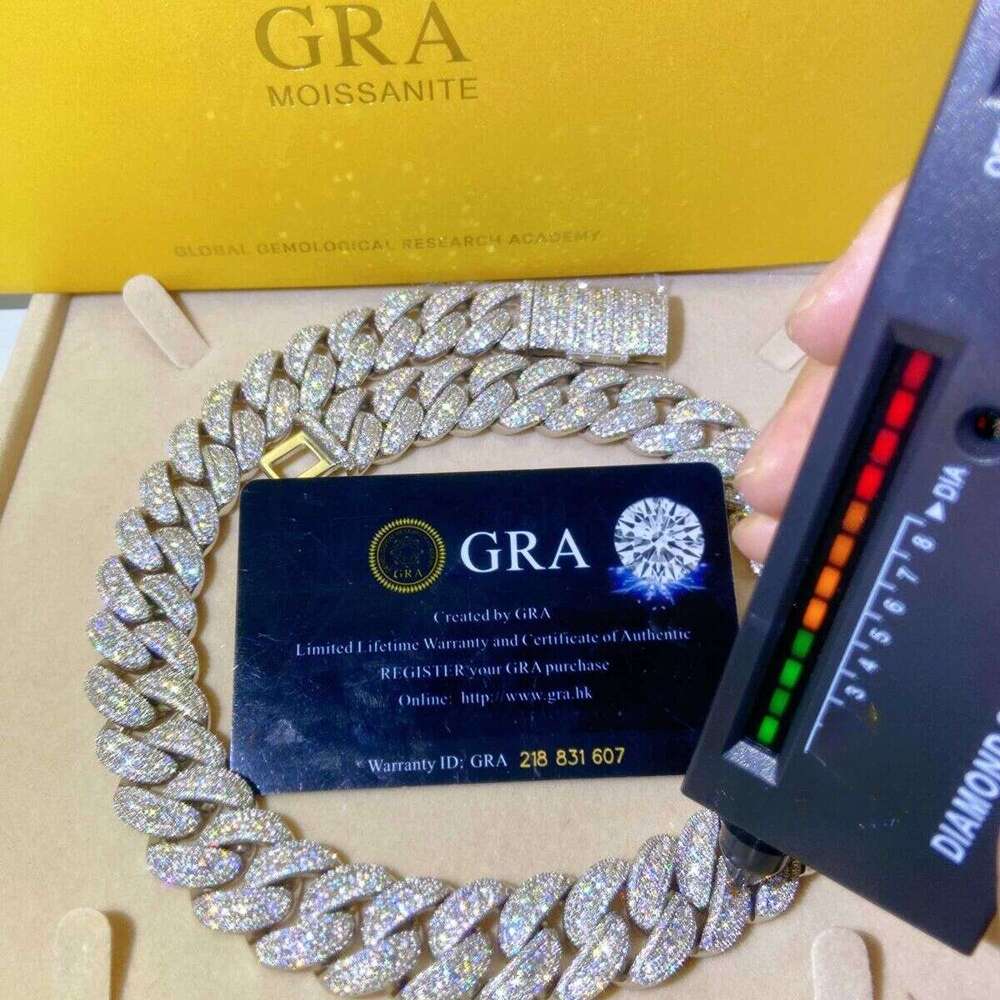 GRA
MOISSANITE
GLOBAL GEMOLOGICAL RESEARCH ACADEMY
GRA
GRA
Created by GRA
Limited Lifetime Warranty and Certificate of Authentic
REGISTER your GRA purchase
Online: http://www.gra.hk
Warranty ID: GRA 218 831 607
3 4 5 6 7 8 ▶DIA
DIAMOND